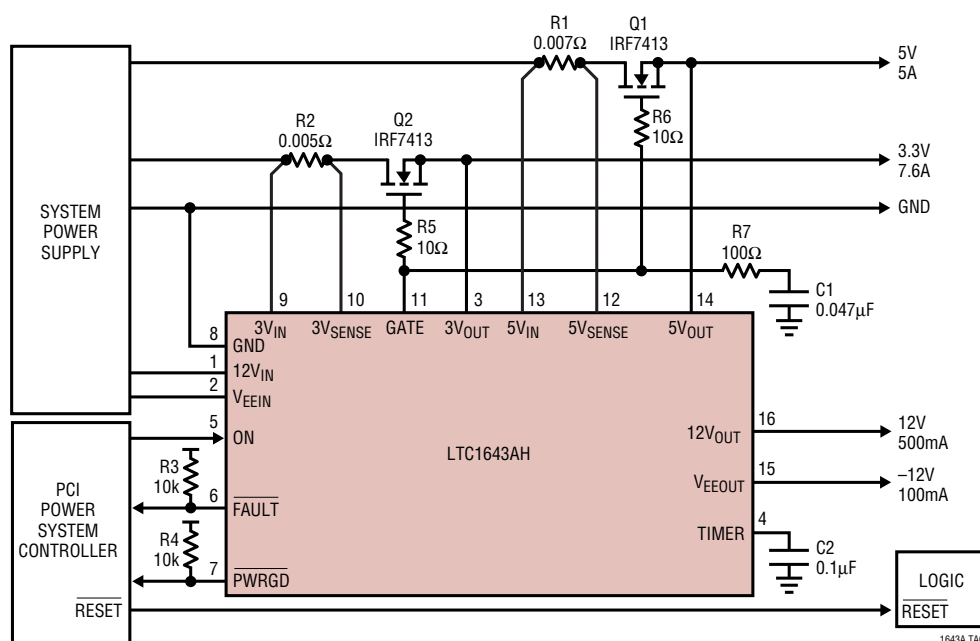 R1
0.007Ω
Q1
IRF7413
5V
5A
R6
10Ω
R2
0.005Ω
Q2
IRF7413
3.3V
7.6A
GND
SYSTEM
POWER
SUPPLY
R5
10Ω
R7
100Ω
C1
0.047µF
9
10
11
3
13
12
14
3VIN
3VSENSE
GATE
3VOUT
5VIN
5VSENSE
5VOUT
8
GND
1
12VIN
2
VEEIN
5
ON
R3
10k
6
FAULT
R4
10k
7
PWRGD
LTC1643AH
12VOUT
16
12V
500mA
VEEOUT
15
–12V
100mA
TIMER
4
C2
0.1µF
PCI
POWER
SYSTEM
CONTROLLER
RESET
LOGIC
RESET